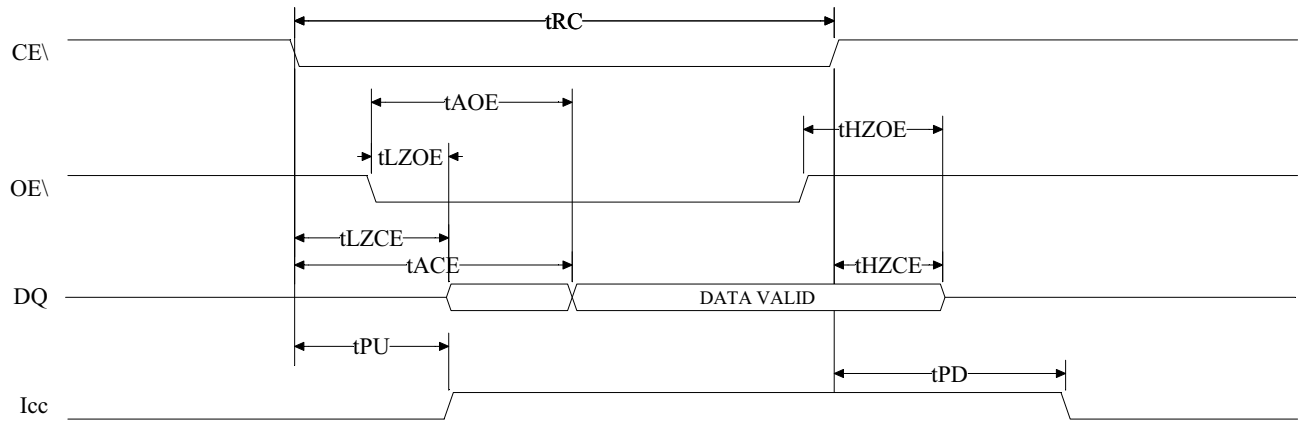 tRC
CE\
tAOE
tHZOE
tLZOE
OE\
tLZCE
tACE
tHZCE
DQ
DATA VALID
tPU
tPD
Icc